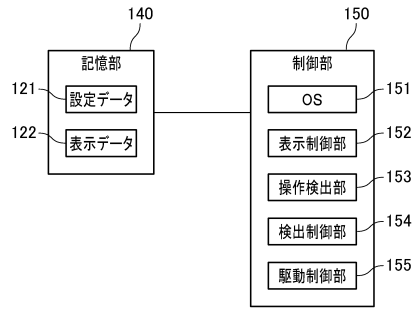 140
記憶部
121
設定データ
122
表示データ
150
制御部
OS
151
表示制御部
152
操作検出部
153
検出制御部
154
駆動制御部
155